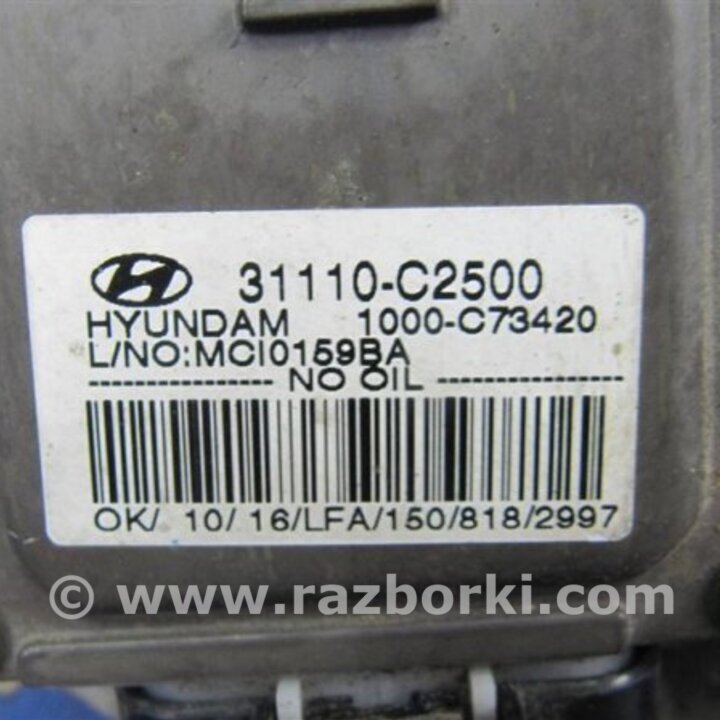 31110-C2500
HYUNDAM 1000-C73420
L/NO:MCI0159BA
NO OIL
OK/ 10/ 16/LFA/150/818/2997
© www.razborki.com